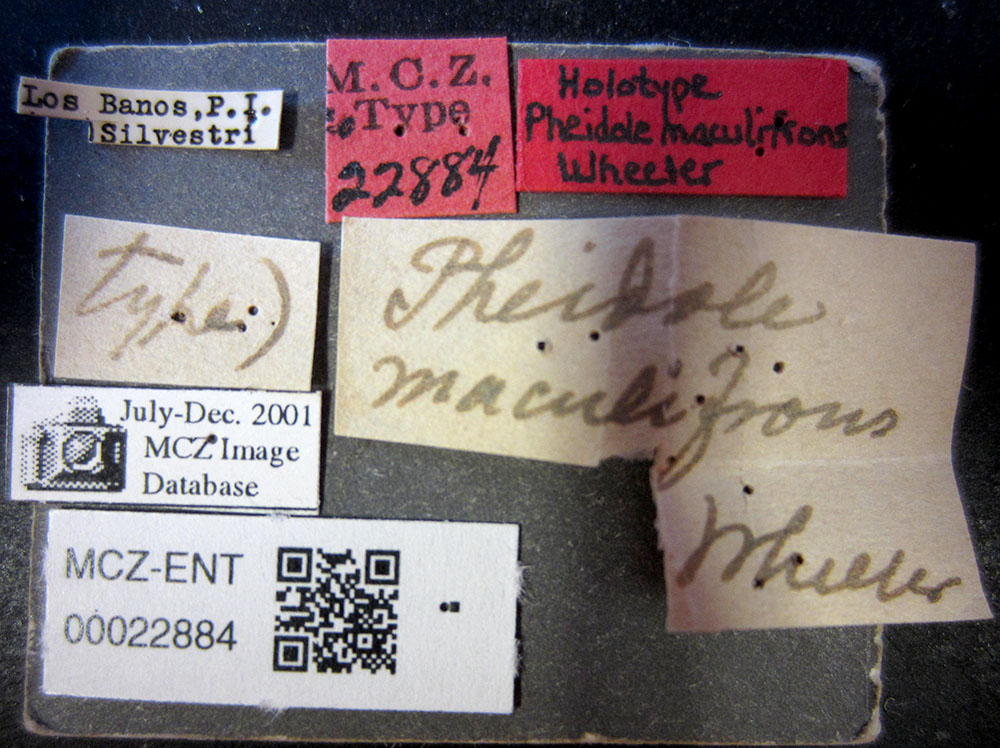 Los Banos, P.I.
Silvestri
M.C.Z.
Type
22884
Holotype
Pheidole maculifrons
Wheeler
type)
Pheidole
maculifrons
Wheeler
July-Dec. 2001
MCZ Image
Database
MCZ-ENT
00022884